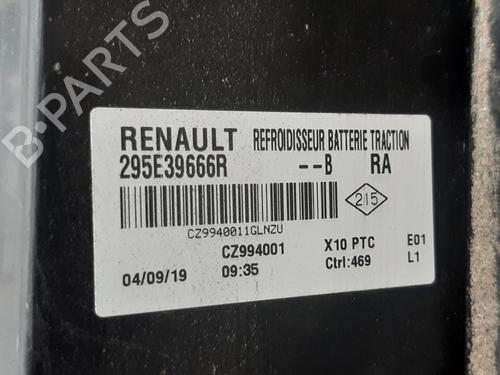 B-PARTS
RENAULT REFROIDISSEUR BATTERIE TRACTION
295E39666R --B RA
215
CZ9940011GLNZU
CZ994001 X10 PTC E01
04/09/19 09:35 Ctrl:469 L1